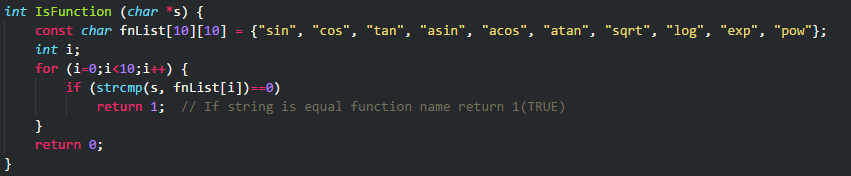 int IsFunction (char *s) {
    const char fnList[10][10] = {"sin", "cos", "tan", "asin", "acos", "atan", "sqrt", "log", "exp", "pow"};
    int i;
    for (i=0;i<10;i++) {
        if (strcmp(s, fnList[i])==0)
            return 1;  // If string is equal function name return 1(TRUE)
    }
    return 0;
}